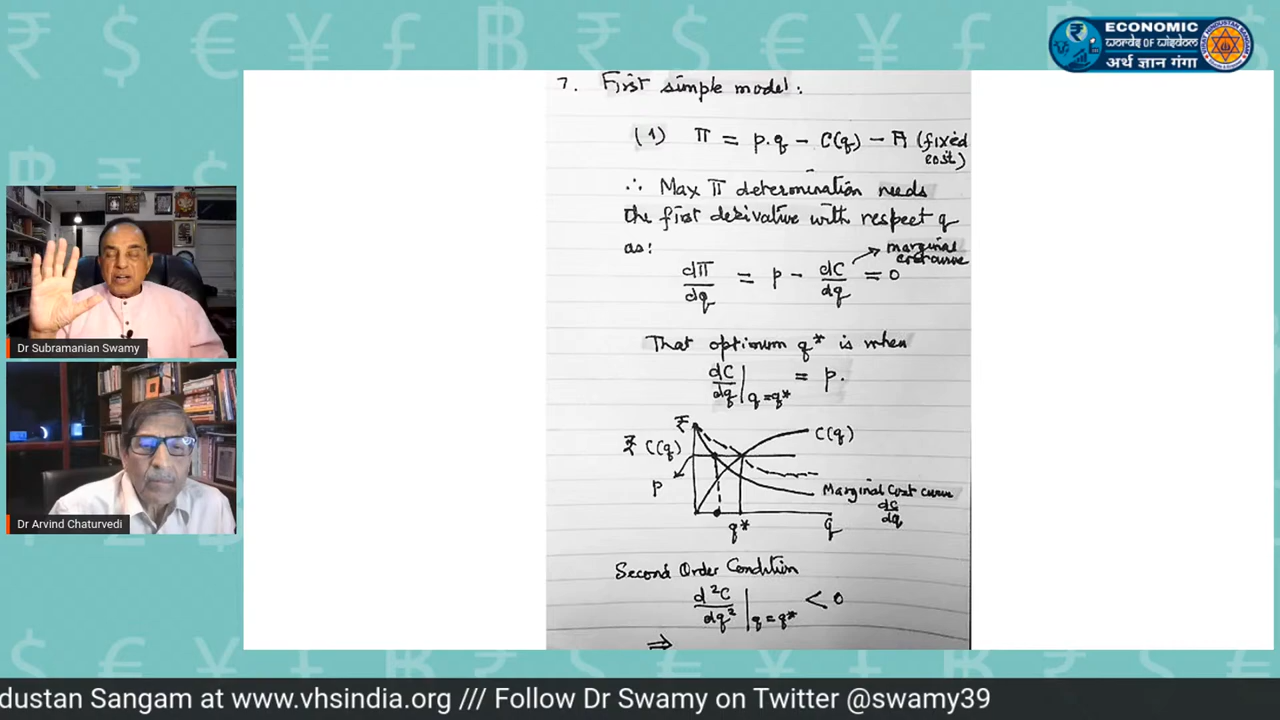 ECONOMIC
WORDS OF WISDOM
अर्थ ज्ञान गंगा
7. First simple model:
(1) π = p.q – C(q) – A (fixed
cost)
∴ Max π determination needs
the first derivative with respect q
as:
marginal
cost curve
dπ/dq = p – dC/dq = 0
That optimum q* is when
dC/dq | q=q* = p.
₹
₹ C(q)
C(q)
p
Marginal Cost curve
dc/dq
q*
q
Second Order Condition
d²C/dq² | q=q* < 0
⇒
Dr Subramanian Swamy
Dr Arvind Chaturvedi
dustan Sangam at www.vhsindia.org /// Follow Dr Swamy on Twitter @swamy39